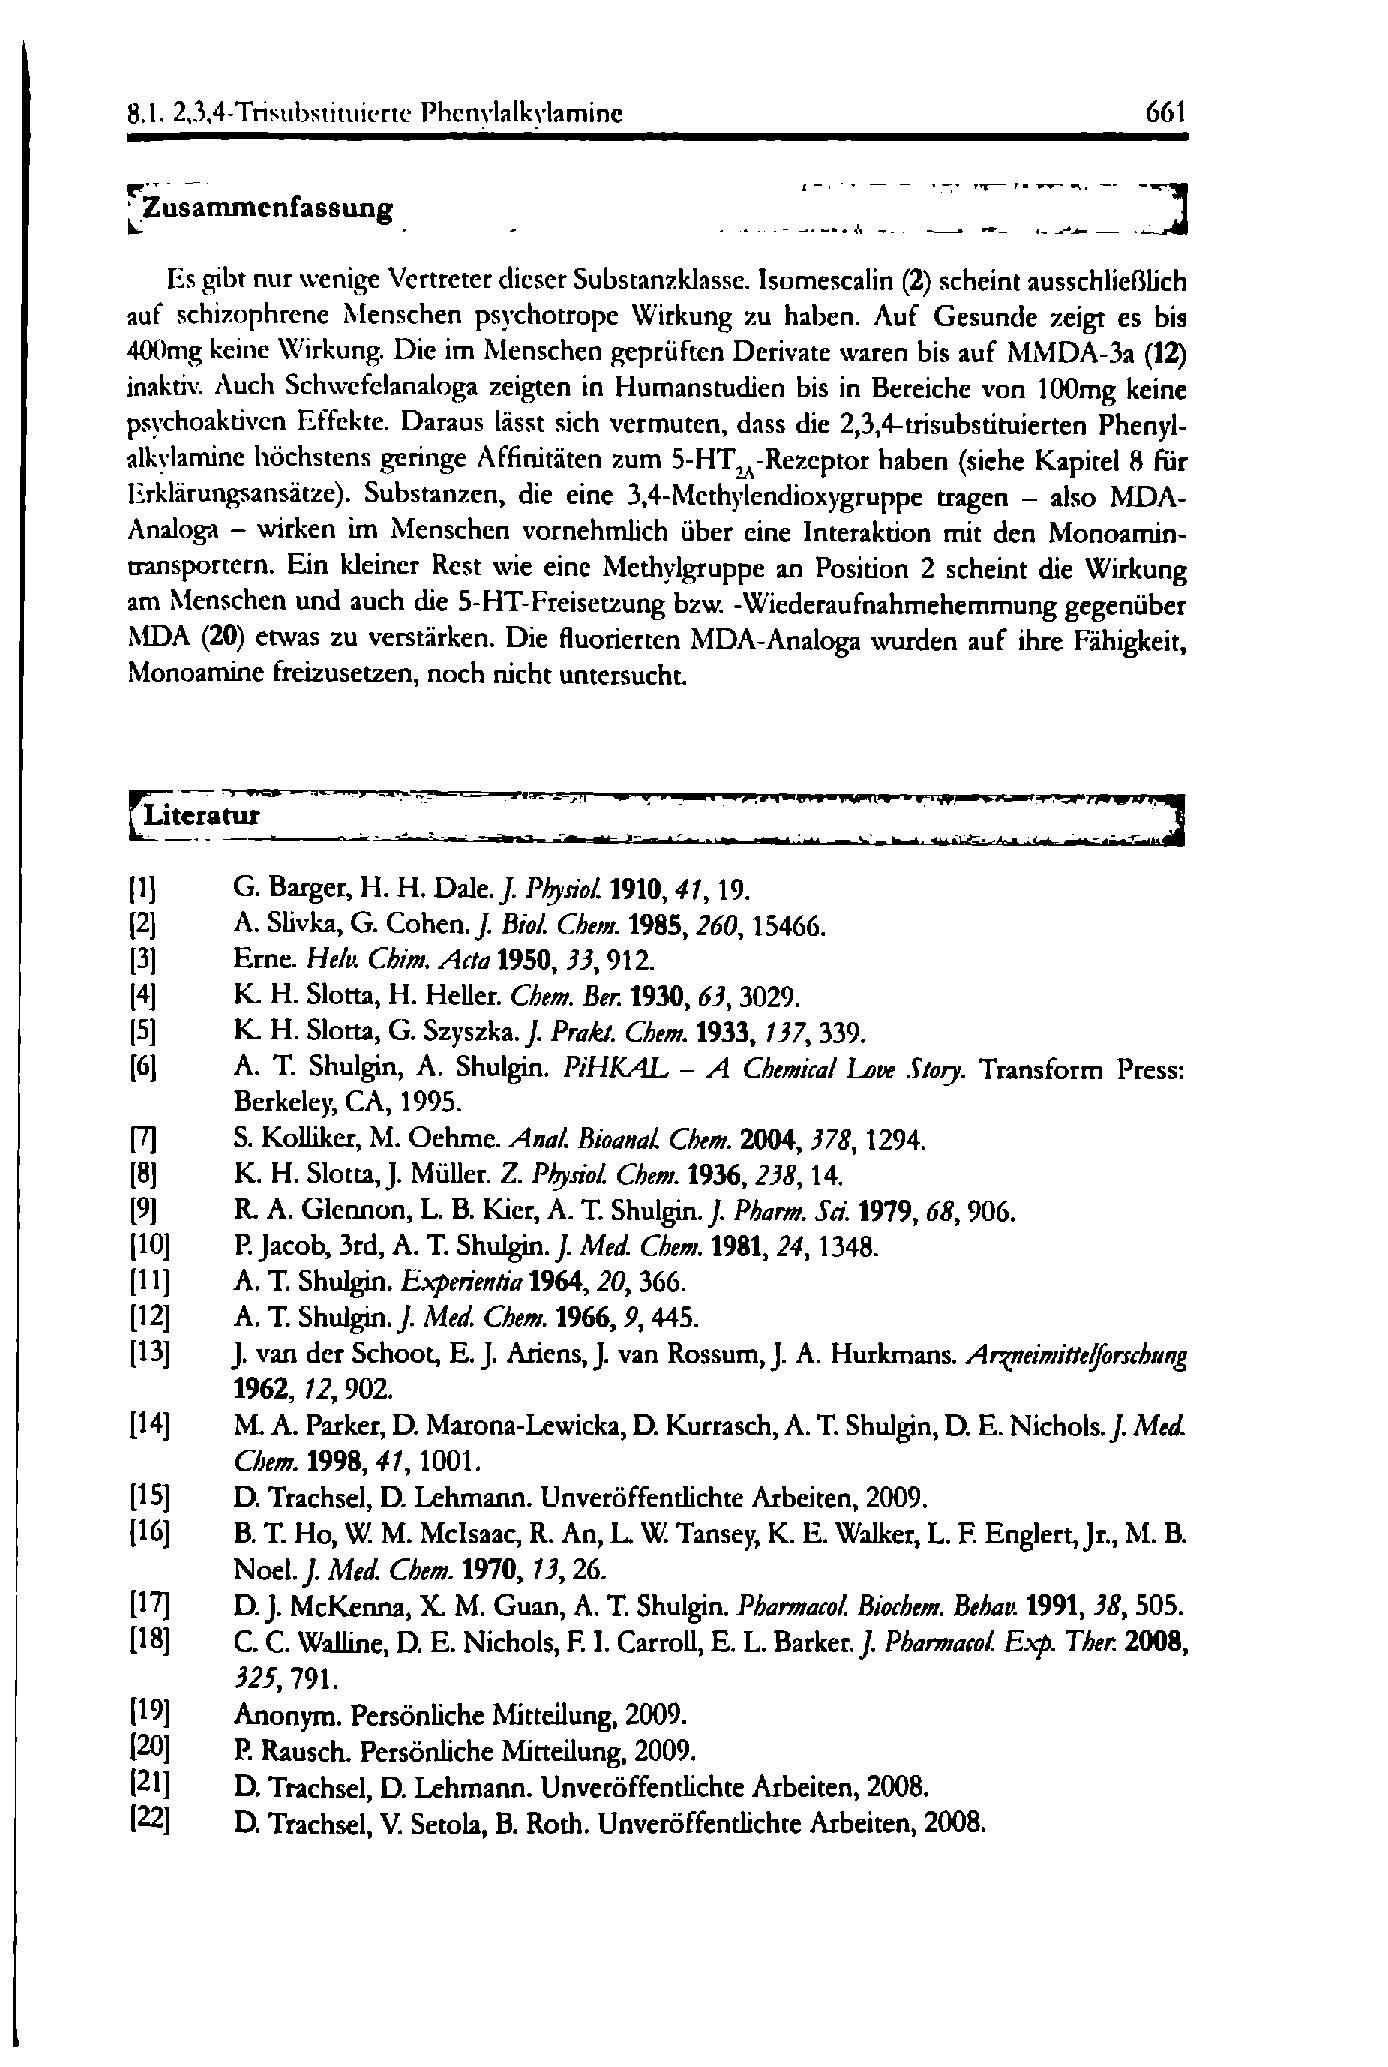 8.1. 2,3,4-Trisubstituierte Phenylalkylamine 661
Zusammenfassung
Es gibt nur wenige Vertreter dieser Substanzklasse. Isomescalin (2) scheint ausschließlich
auf schizophrene Menschen psychotrope Wirkung zu haben. Auf Gesunde zeigt es bis
400mg keine Wirkung. Die im Menschen geprüften Derivate waren bis auf MMDA-3a (12)
inaktiv. Auch Schwefelanaloga zeigten in Humanstudien bis in Bereiche von 100mg keine
psychoaktiven Effekte. Daraus lässt sich vermuten, dass die 2,3,4-trisubstituierten Phenyl-
alkylamine höchstens geringe Affinitäten zum 5-HT2A-Rezeptor haben (siehe Kapitel 8 für
Erklärungsansätze). Substanzen, die eine 3,4-Methylendioxygruppe tragen – also MDA-
Analoga – wirken im Menschen vornehmlich über eine Interaktion mit den Monoamin-
transportern. Ein kleiner Rest wie eine Methylgruppe an Position 2 scheint die Wirkung
am Menschen und auch die 5-HT-Freisetzung bzw. -Wiederaufnahmehemmung gegenüber
MDA (20) etwas zu verstärken. Die fluorierten MDA-Analoga wurden auf ihre Fähigkeit,
Monoamine freizusetzen, noch nicht untersucht.
Literatur
[1] G. Barger, H. H. Dale. J. Physiol. 1910, 41, 19.
[2] A. Slivka, G. Cohen. J. Biol. Chem. 1985, 260, 15466.
[3] Erne. Helv. Chim. Acta 1950, 33, 912.
[4] K. H. Slotta, H. Heller. Chem. Ber. 1930, 63, 3029.
[5] K. H. Slotta, G. Szyszka. J. Prakt. Chem. 1933, 137, 339.
[6] A. T. Shulgin, A. Shulgin. PiHKAL – A Chemical Love Story. Transform Press:
Berkeley, CA, 1995.
[7] S. Kolliker, M. Oehme. Anal. Bioanal. Chem. 2004, 378, 1294.
[8] K. H. Slotta, J. Müller. Z. Physiol. Chem. 1936, 238, 14.
[9] R. A. Glennon, L. B. Kier, A. T. Shulgin. J. Pharm. Sci. 1979, 68, 906.
[10] P. Jacob, 3rd, A. T. Shulgin. J. Med. Chem. 1981, 24, 1348.
[11] A. T. Shulgin. Experientia 1964, 20, 366.
[12] A. T. Shulgin. J. Med. Chem. 1966, 9, 445.
[13] J. van der Schoot, E. J. Ariens, J. van Rossum, J. A. Hurkmans. Arzneimittelforschung
1962, 12, 902.
[14] M. A. Parker, D. Marona-Lewicka, D. Kurrasch, A. T. Shulgin, D. E. Nichols. J. Med.
Chem. 1998, 41, 1001.
[15] D. Trachsel, D. Lehmann. Unveröffentlichte Arbeiten, 2009.
[16] B. T. Ho, W. M. McIsaac, R. An, L. W. Tansey, K. E. Walker, L. F. Englert, Jr., M. B.
Noel. J. Med. Chem. 1970, 13, 26.
[17] D. J. McKenna, X. M. Guan, A. T. Shulgin. Pharmacol. Biochem. Behav. 1991, 38, 505.
[18] C. C. Walline, D. E. Nichols, F. I. Carroll, E. L. Barker. J. Pharmacol. Exp. Ther. 2008,
325, 791.
[19] Anonym. Persönliche Mitteilung, 2009.
[20] P. Rausch. Persönliche Mitteilung, 2009.
[21] D. Trachsel, D. Lehmann. Unveröffentlichte Arbeiten, 2008.
[22] D. Trachsel, V. Setola, B. Roth. Unveröffentlichte Arbeiten, 2008.